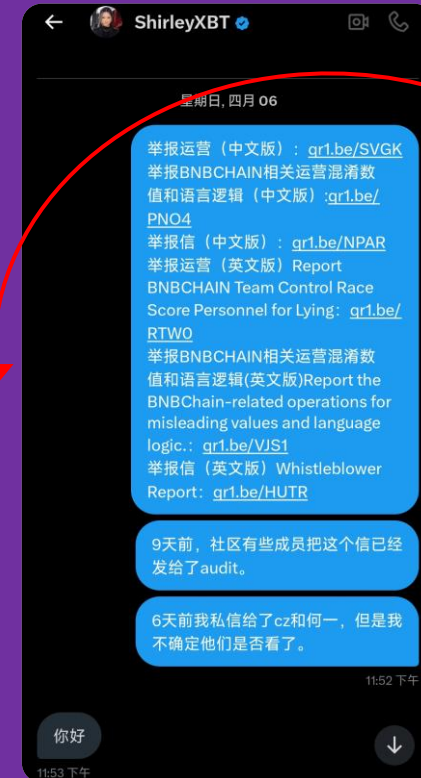 ShirleyXBT
星期日, 四月 06
举报运营（中文版）: qr1.be/SVGK
举报BNBCHAIN相关运营混淆数
值和语言逻辑（中文版）:qr1.be/
PNO4
举报信（中文版）: qr1.be/NPAR
举报运营（英文版）Report
BNBCHAIN Team Control Race
Score Personnel for Lying: qr1.be/
RTW0
举报BNBCHAIN相关运营混淆数
值和语言逻辑(英文版)Report the
BNBChain-related operations for
misleading values and language
logic.: qr1.be/VJS1
举报信（英文版）Whistleblower
Report: qr1.be/HUTR
9天前，社区有些成员把这个信已经
发给了audit。
6天前我私信给了cz和何一，但是我
不确定他们是否看了。
11:52 下午
你好
11:53 下午